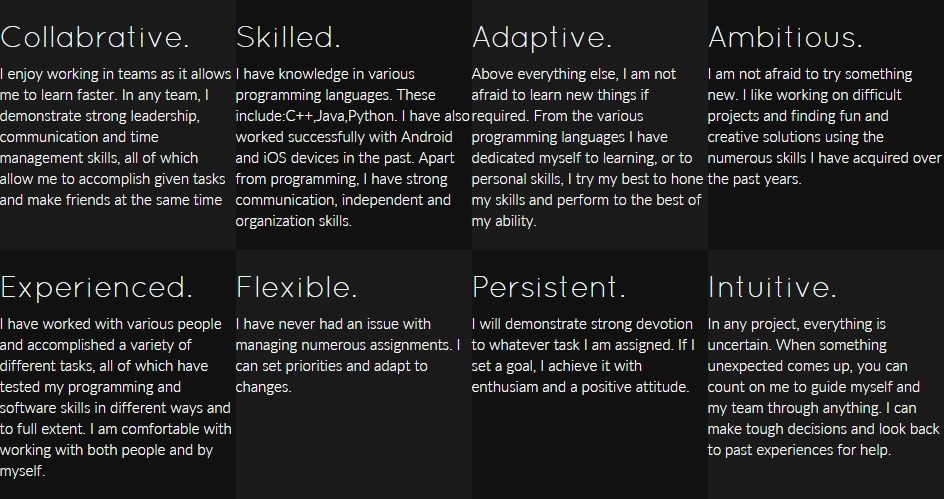 Collabrative.
I enjoy working in teams as it allows
me to learn faster. In any team, I
demonstrate strong leadership,
communication and time
management skills, all of which
allow me to accomplish given tasks
and make friends at the same time
Skilled.
I have knowledge in various
programming languages. These
include:C++,Java,Python. I have also
worked successfully with Android
and iOS devices in the past. Apart
from programming, I have strong
communication, independent and
organization skills.
Adaptive.
Above everything else, I am not
afraid to learn new things if
required. From the various
programming languages I have
dedicated myself to learning, or to
personal skills, I try my best to hone
my skills and perform to the best of
my ability.
Ambitious.
I am not afraid to try something
new. I like working on difficult
projects and finding fun and
creative solutions using the
numerous skills I have acquired over
the past years.
Experienced.
I have worked with various people
and accomplished a variety of
different tasks, all of which have
tested my programming and
software skills in different ways and
to full extent. I am comfortable with
working with both people and by
myself.
Flexible.
I have never had an issue with
managing numerous assignments. I
can set priorities and adapt to
changes.
Persistent.
I will demonstrate strong devotion
to whatever task I am assigned. If I
set a goal, I achieve it with
enthusiam and a positive attitude.
Intuitive.
In any project, everything is
uncertain. When something
unexpected comes up, you can
count on me to guide myself and
my team through anything. I can
make tough decisions and look back
to past experiences for help.